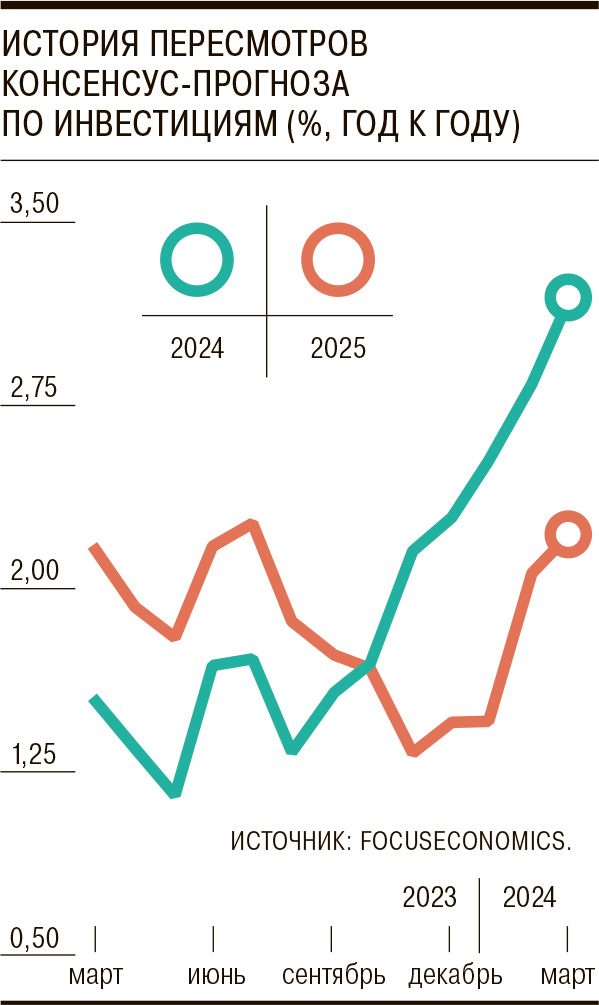 ИСТОРИЯ ПЕРЕСМОТРОВ
КОНСЕНСУС-ПРОГНОЗА
ПО ИНВЕСТИЦИЯМ (%, ГОД К ГОДУ)
3,50
2024
2025
2,75
2,00
1,25
ИСТОЧНИК: FOCUSECONOMICS.
2023
2024
0,50
март
июнь
сентябрь
декабрь
март